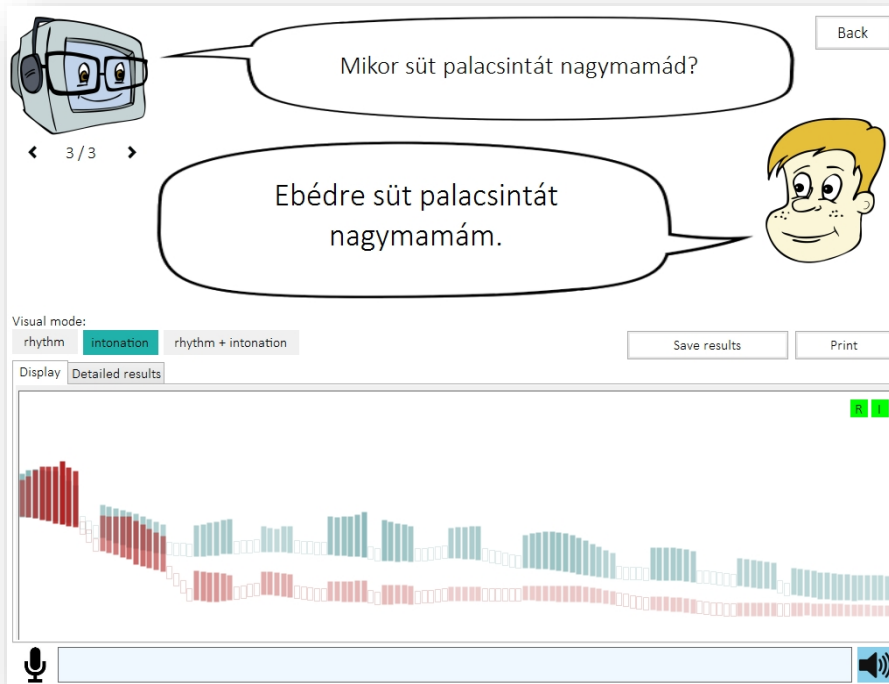 Back
Mikor süt palacsintát nagymamád?
3 / 3
Ebédre süt palacsintát
nagymamám.
Visual mode:
rhythm intonation rhythm + intonation
Save results Print
Display Detailed results
R I